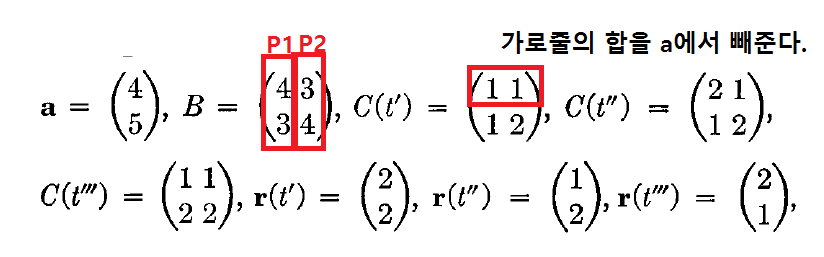 P1 P2 가로줄의 합을 a에서 빼준다.
a = (4 5), B = (4 3 3 4), C(t′) = (1 1 1 2), C(t″) = (2 1 1 2),
C(t‴) = (1 1 2 2), r(t′) = (2 2), r(t″) = (1 2), r(t‴) = (2 1),